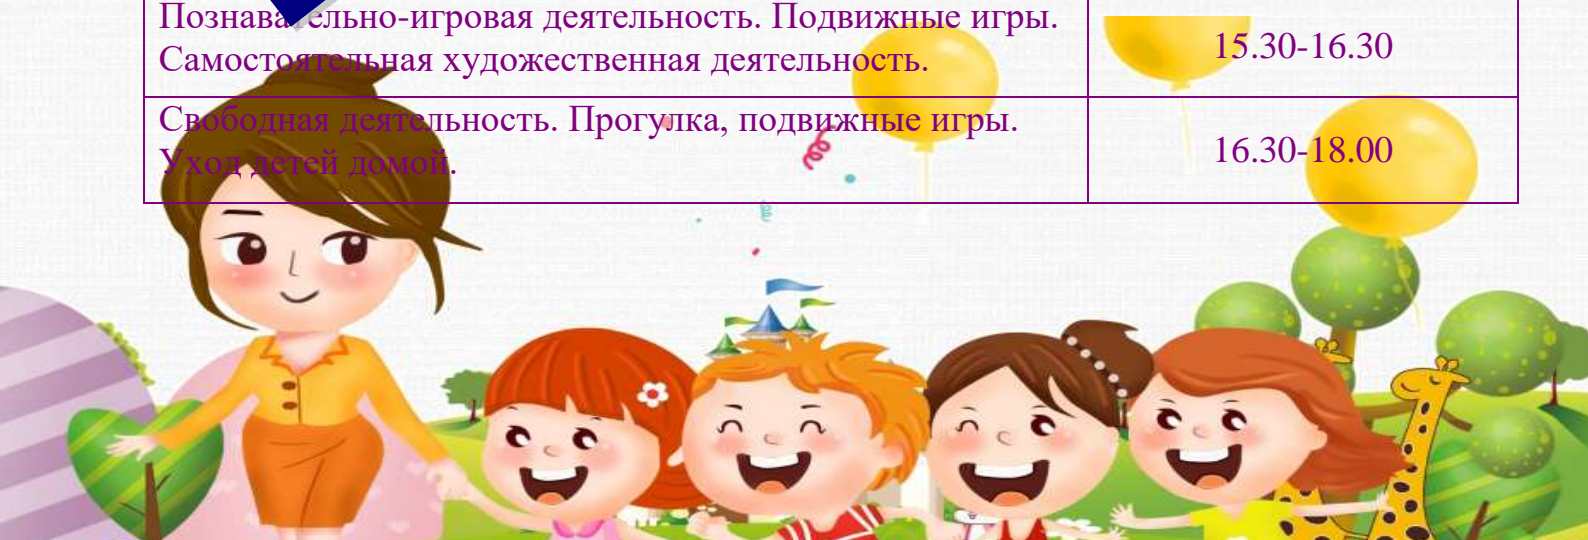 Познавательно-игровая деятельность. Подвижные игры.
Самостоятельная художественная деятельность.
15.30-16.30
Свободная деятельность. Прогулка, подвижные игры.
Уход детей домой.
16.30-18.00